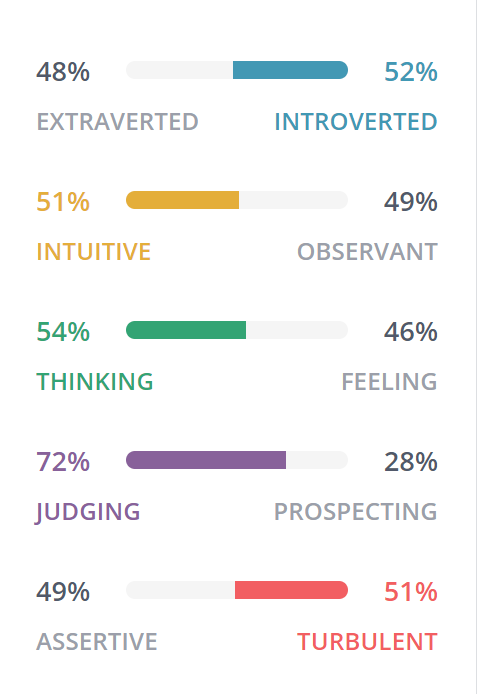 48% 52%
EXTRAVERTED INTROVERTED
51% 49%
INTUITIVE OBSERVANT
54% 46%
THINKING FEELING
72% 28%
JUDGING PROSPECTING
49% 51%
ASSERTIVE TURBULENT